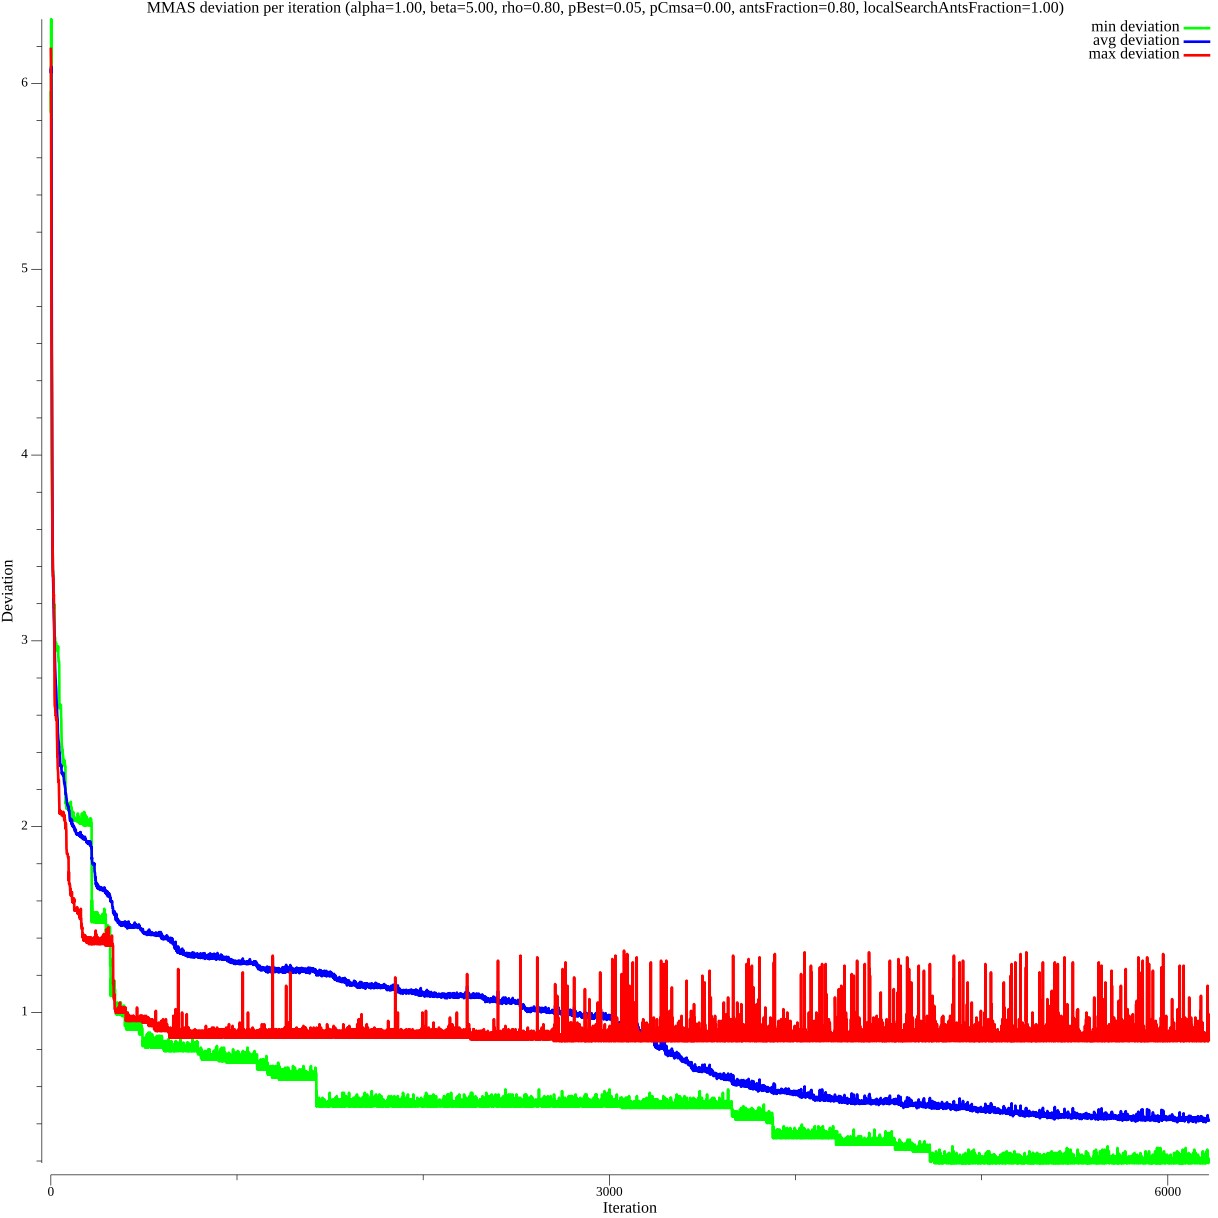 MMAS deviation per iteration (alpha=1.00, beta=5.00, rho=0.80, pBest=0.05, pCmsa=0.00, antsFraction=0.80, localSearchAntsFraction=1.00)
min deviation
avg deviation
max deviation
6
5
4
3
2
1
Deviation
0
3000
6000
Iteration